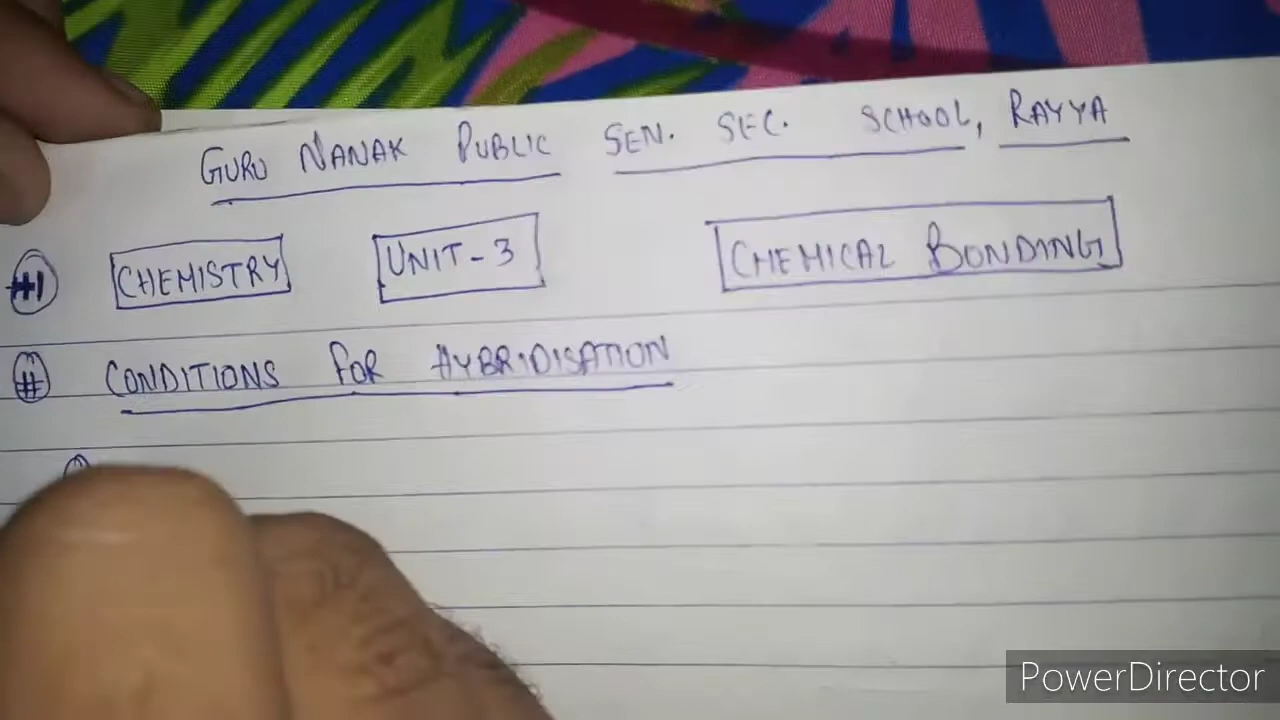 GURU NANAK PUBLIC SEN. SEC. SCHOOL, RAYYA
+1 CHEMISTRY UNIT-3 CHEMICAL BONDING
# CONDITIONS FOR HYBRIDISATION
PowerDirector